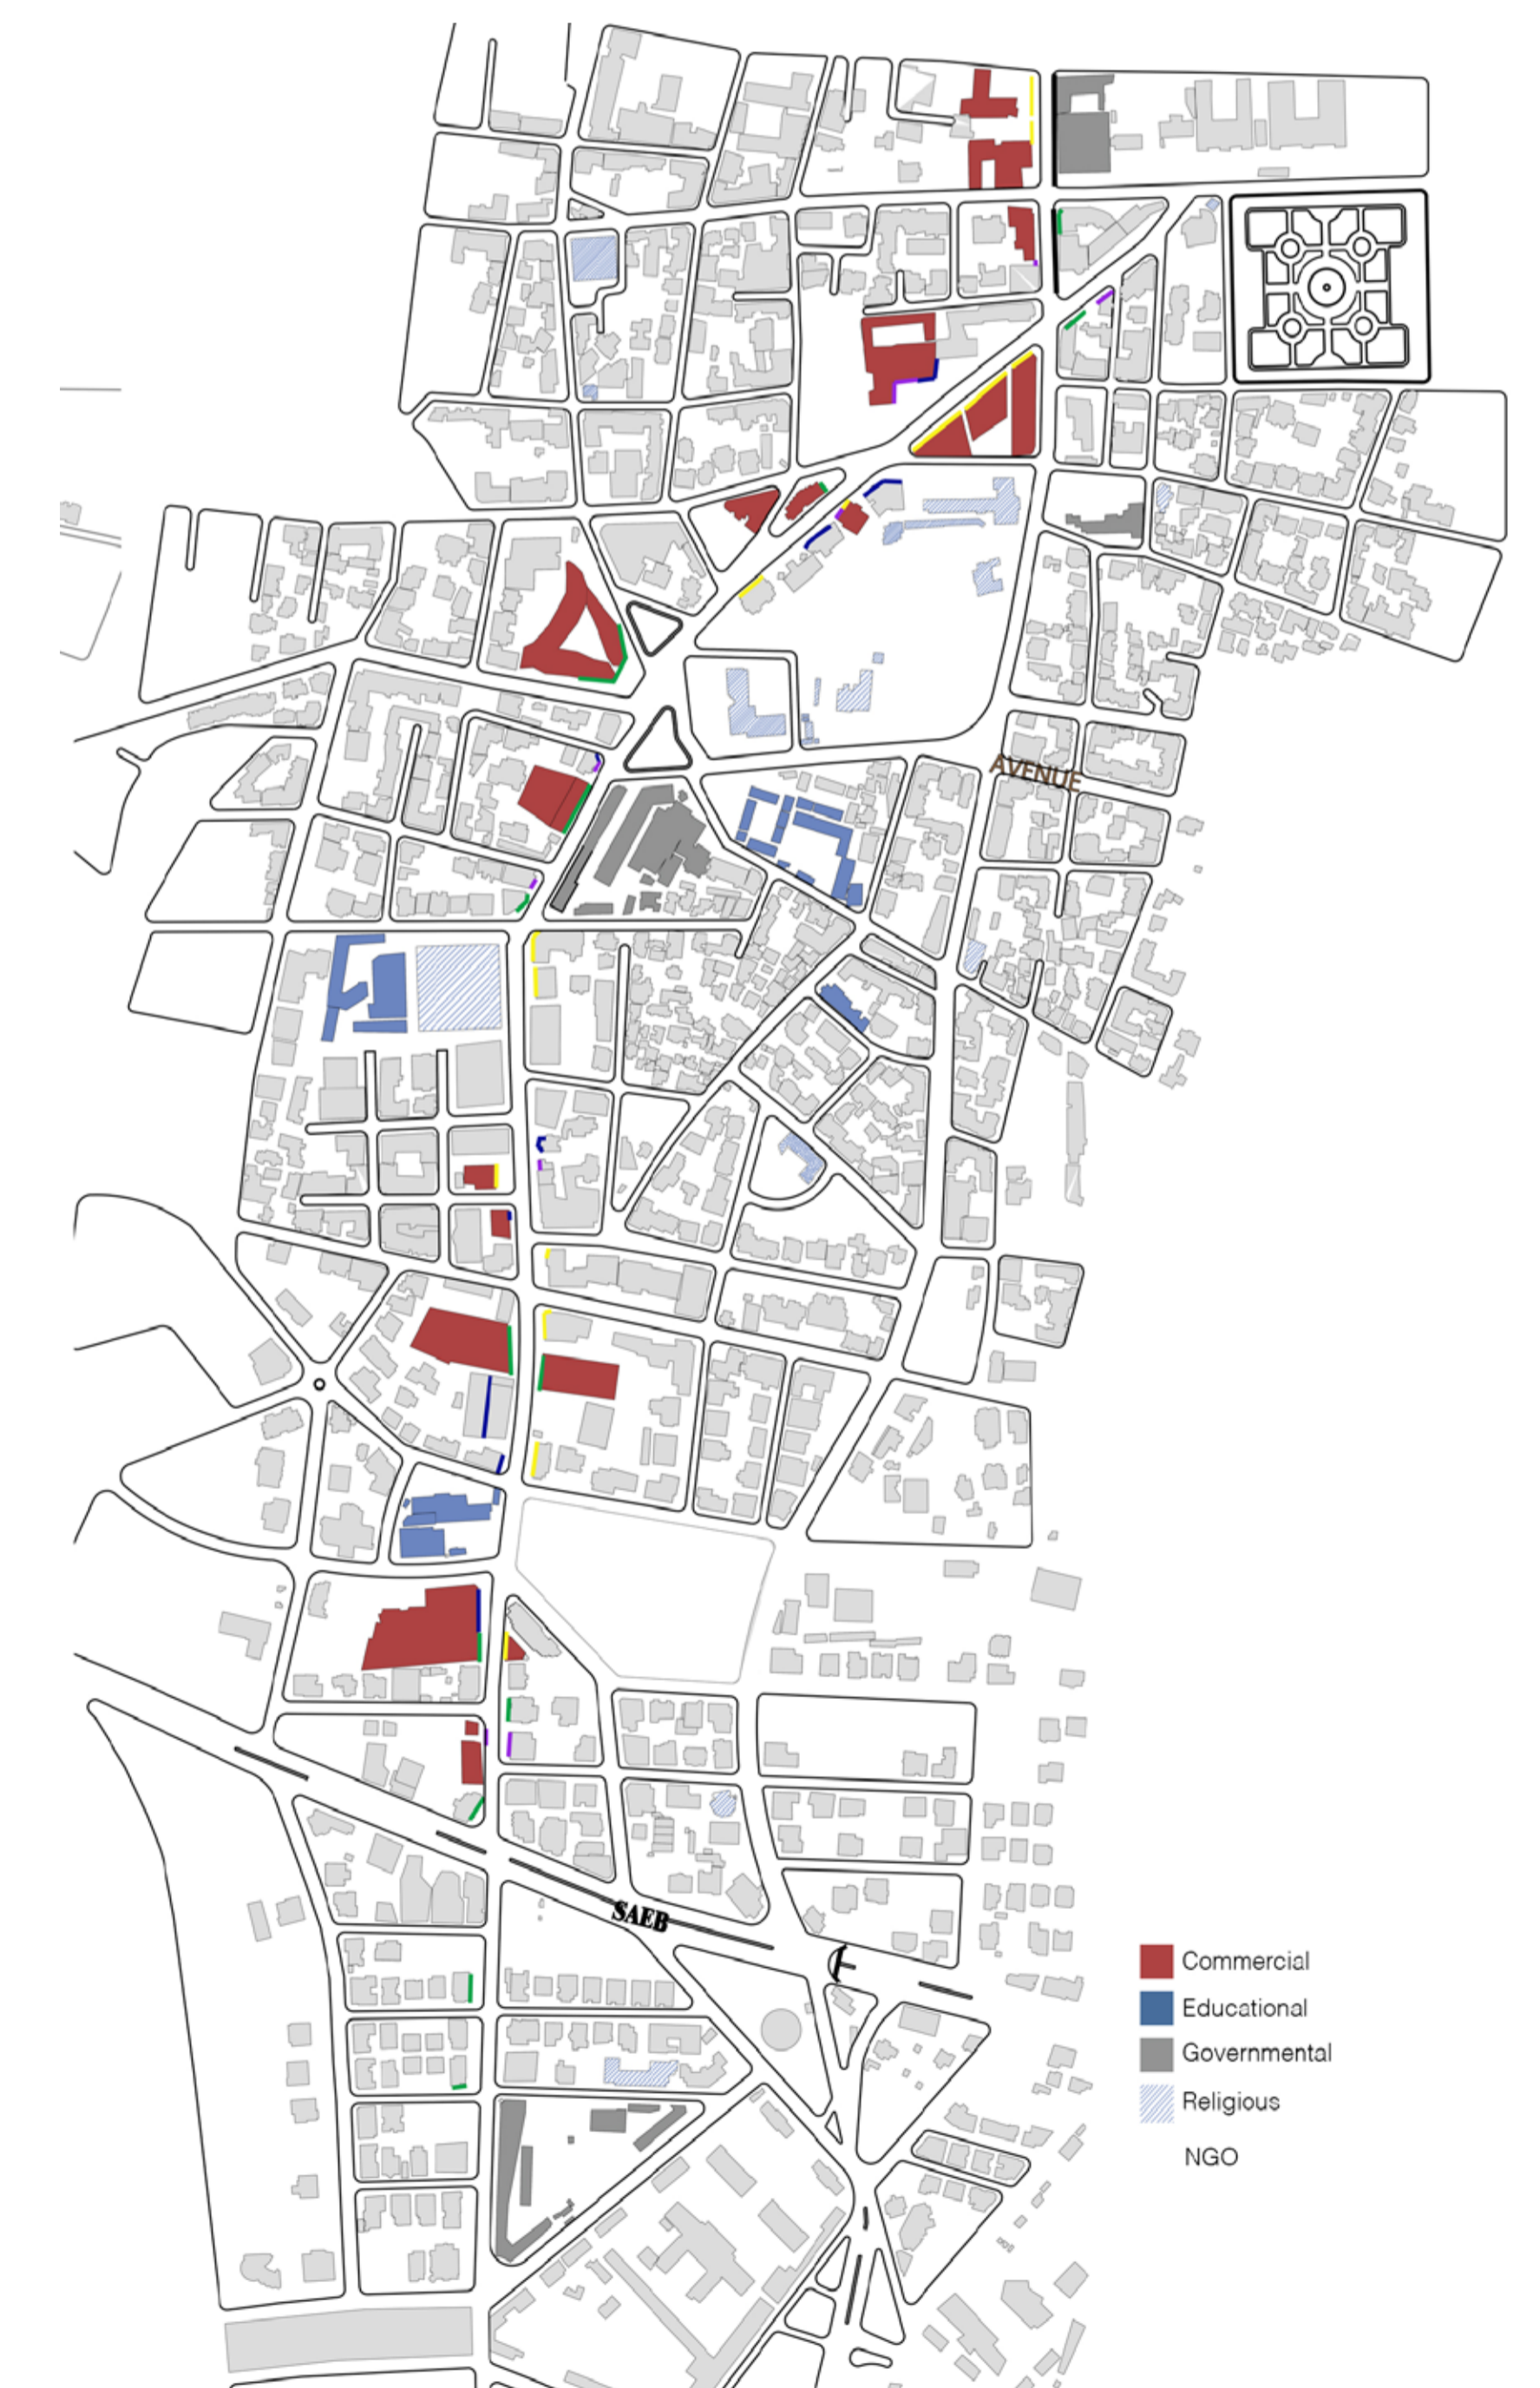 AVENUE
SAEB
Commercial
Educational
Governmental
Religious
NGO